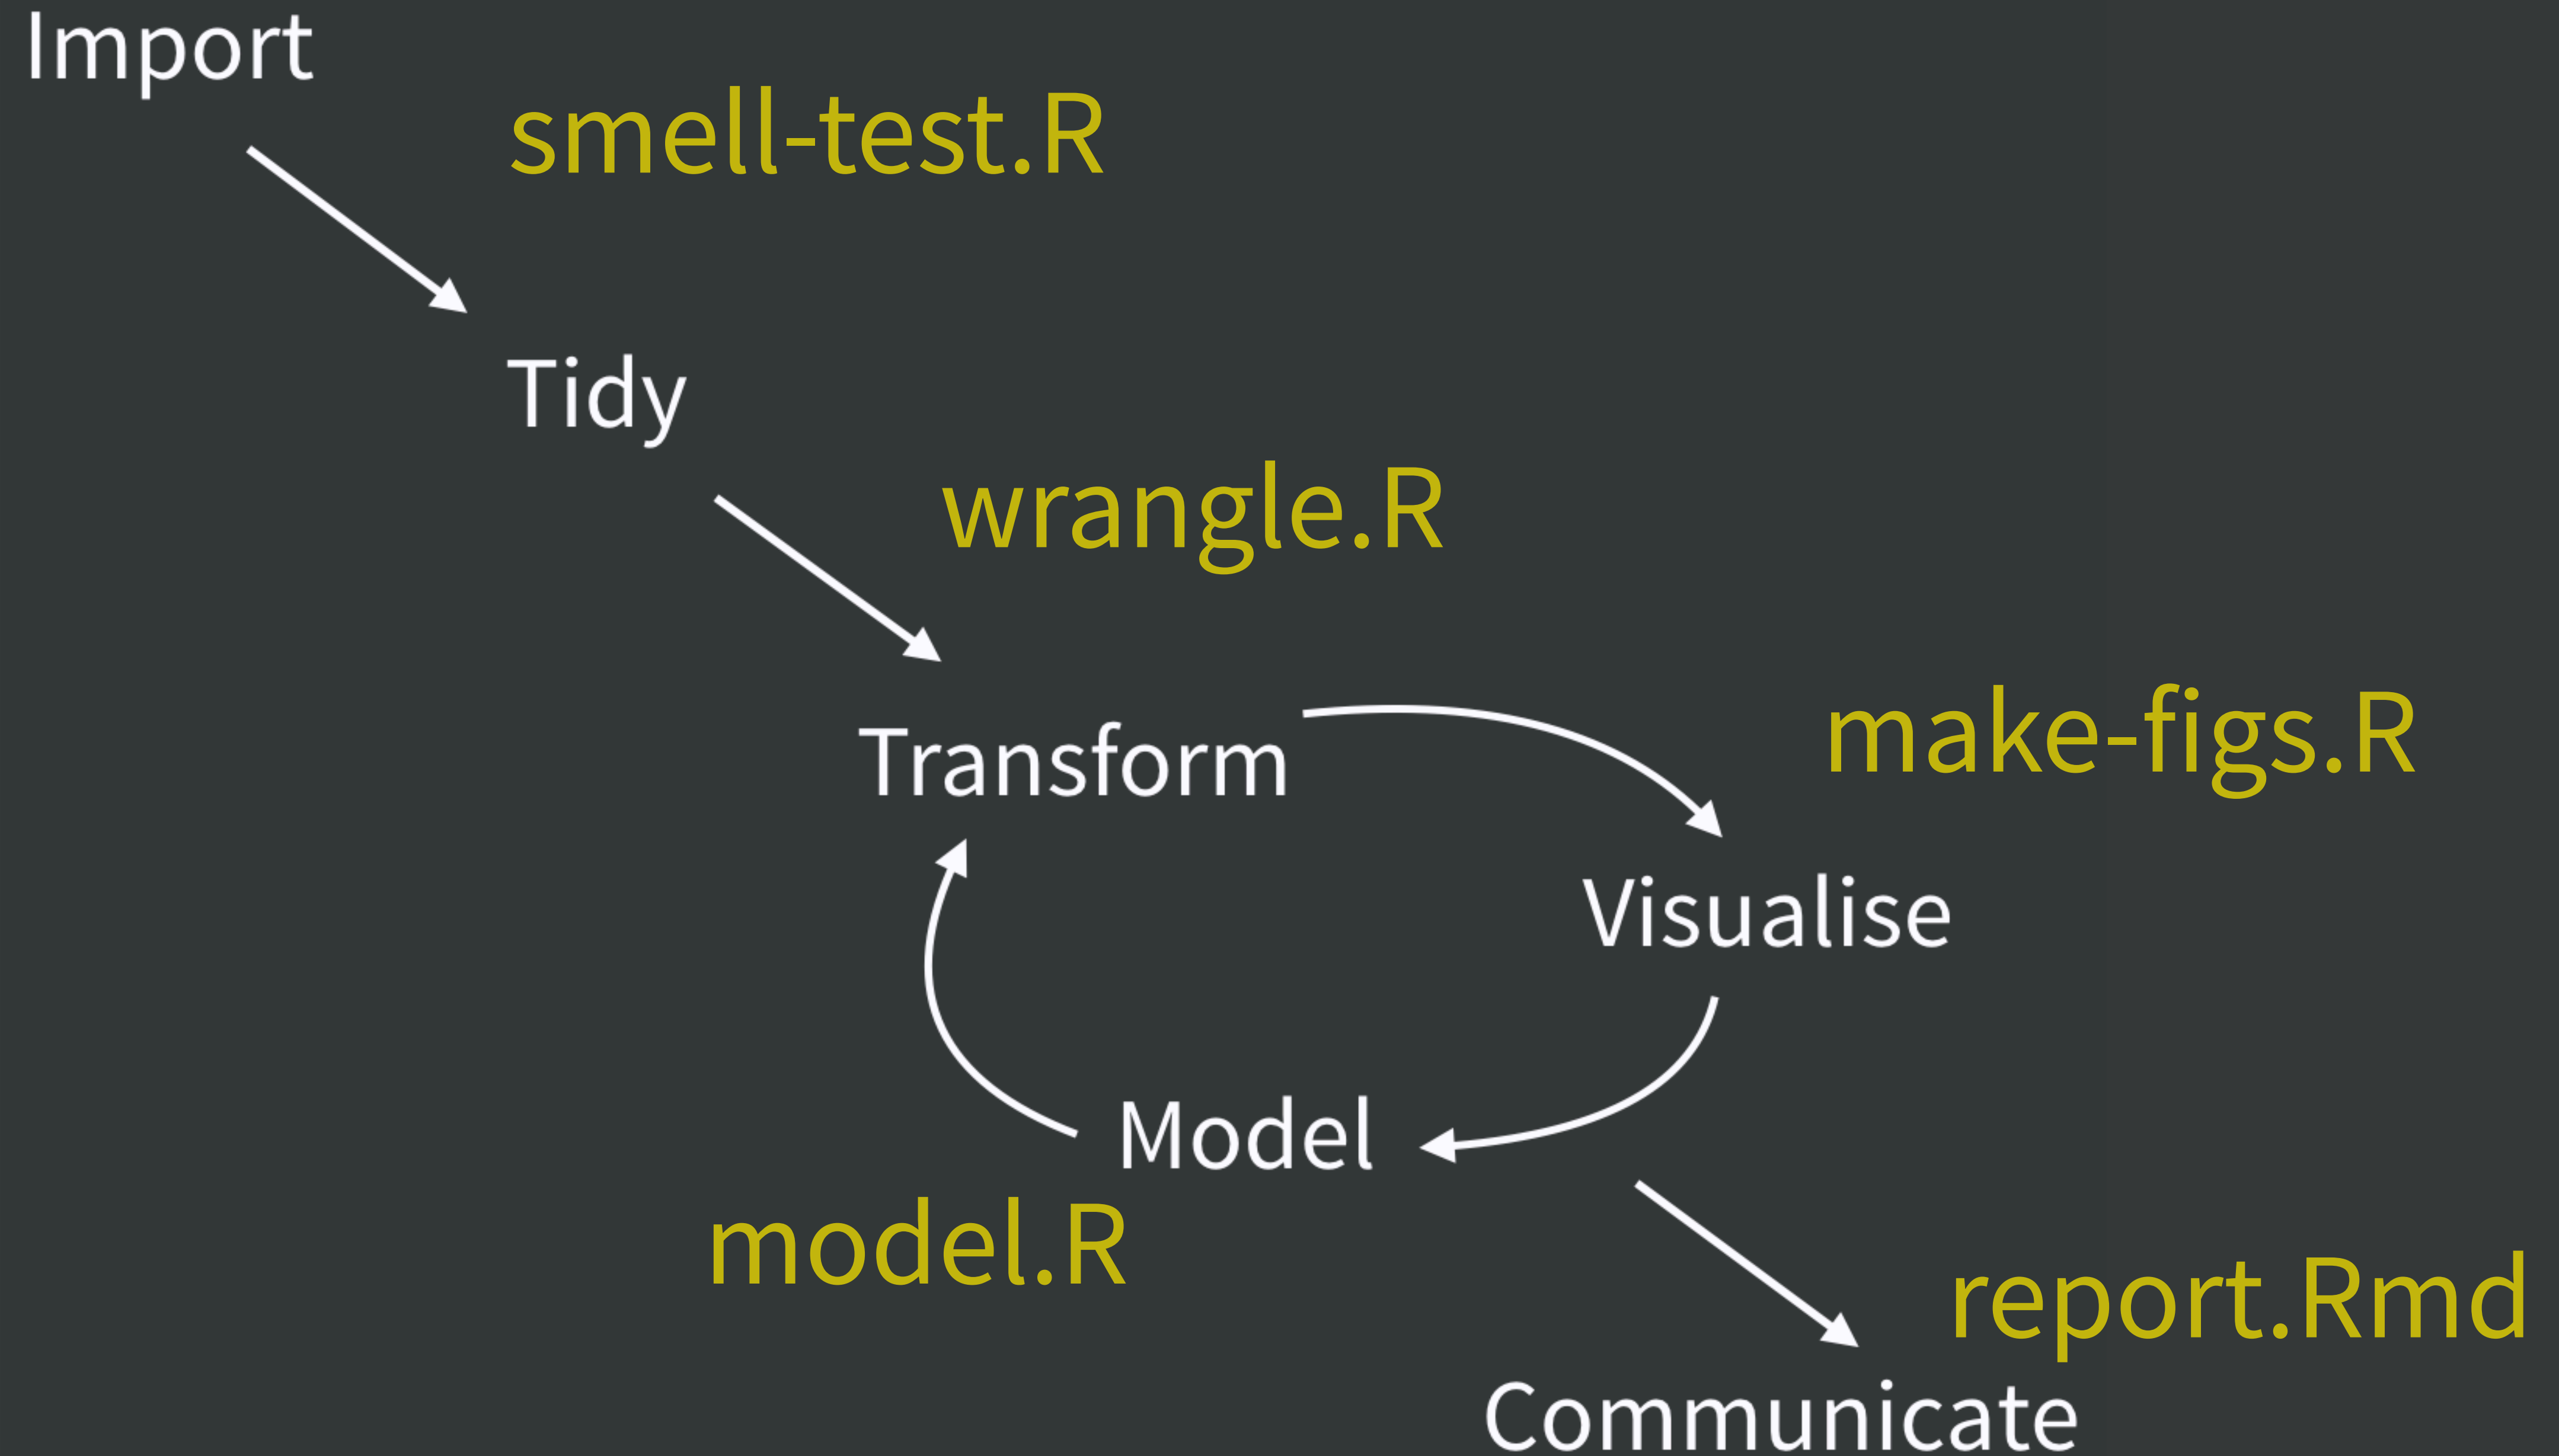 Import
smell-test.R
Tidy
wrangle.R
make-figs.R
Transform
Visualise
Model
model.R
report.Rmd
Communicate